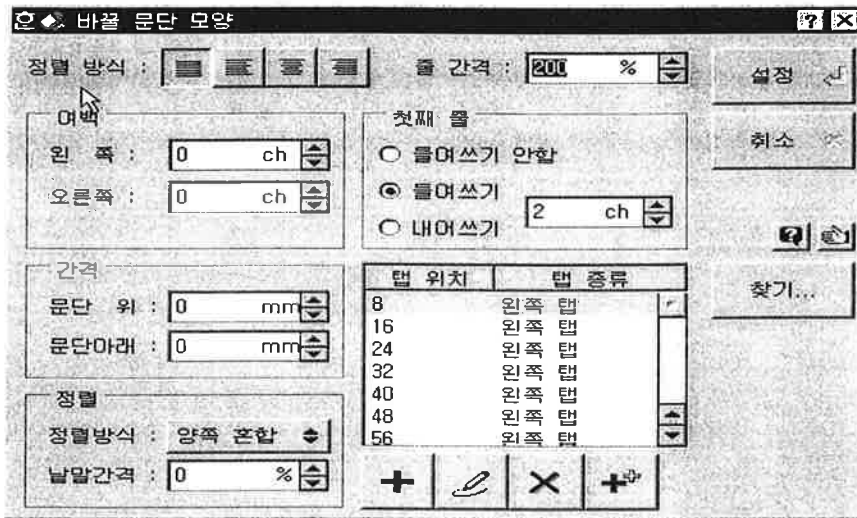 바꿀 문단 모양
정렬 방식 : 줄 간격 : 200 %
설정
취소
여백
왼 쪽 : 0 ch
오른쪽 : 0 ch
첫째 줄
들여쓰기 안함
들여쓰기
내어쓰기
2 ch
간격
문단 위 : 0 mm
문단아래 : 0 mm
정렬
정렬방식 : 양쪽 혼합
낱말간격 : 0 %
탭 위치 탭 종류
8 왼쪽 탭
16 왼쪽 탭
24 왼쪽 탭
32 왼쪽 탭
40 왼쪽 탭
48 왼쪽 탭
56 왼쪽 탭
찾기...